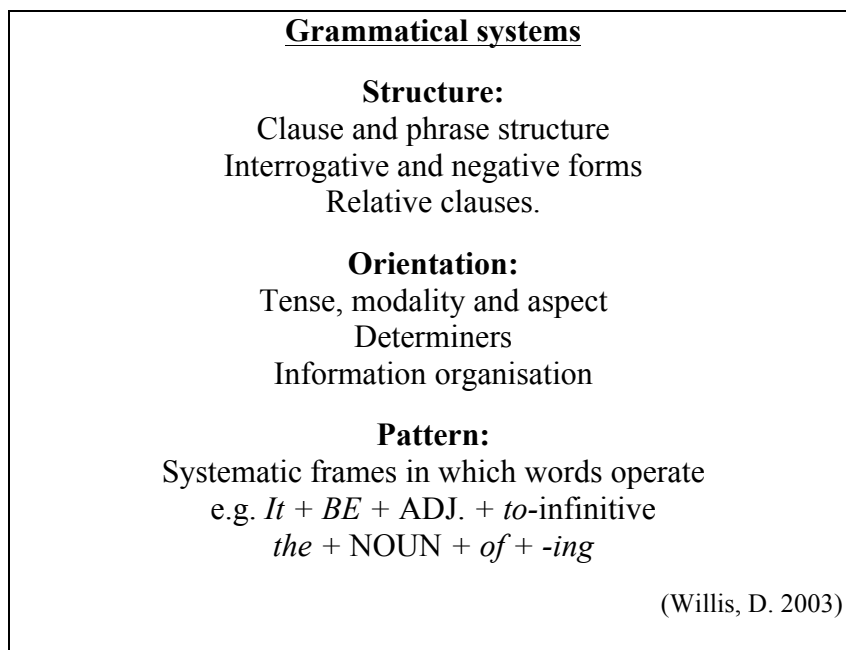 Grammatical systems
Structure:
Clause and phrase structure
Interrogative and negative forms
Relative clauses.
Orientation:
Tense, modality and aspect
Determiners
Information organisation
Pattern:
Systematic frames in which words operate
e.g. It + BE + ADJ. + to-infinitive
the + NOUN + of + -ing
(Willis, D. 2003)